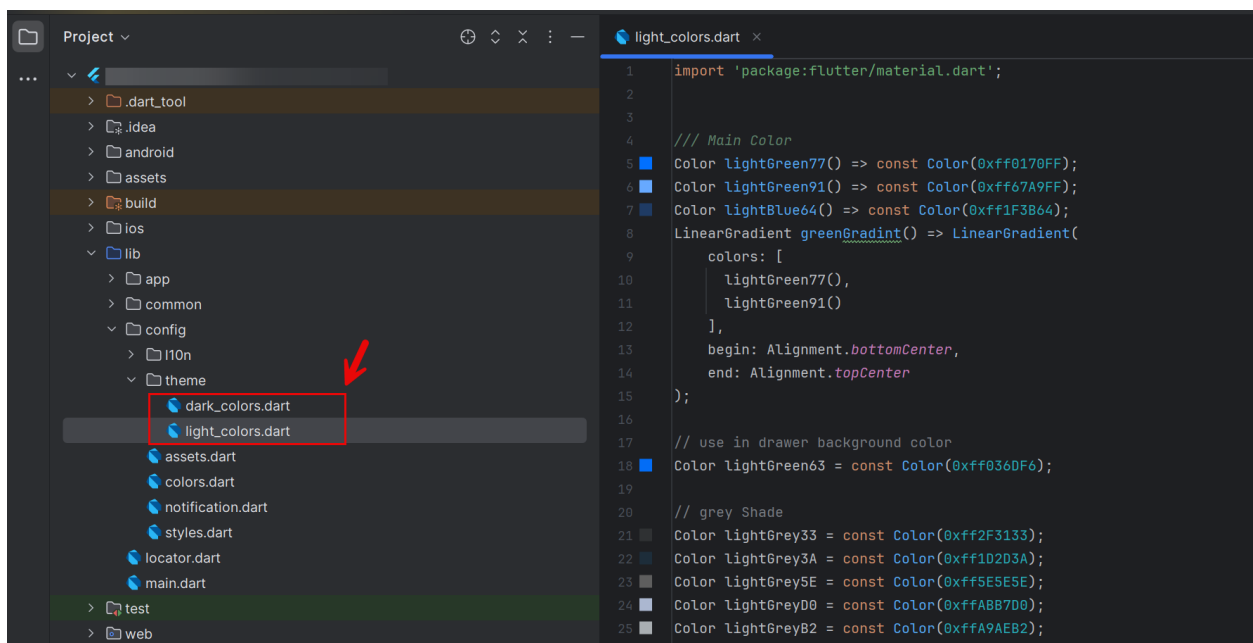 Project
.dart_tool
.idea
android
assets
build
ios
lib
app
common
config
l10n
theme
dark_colors.dart
light_colors.dart
assets.dart
colors.dart
notification.dart
styles.dart
locator.dart
main.dart
test
web
light_colors.dart
1 import 'package:flutter/material.dart';
2
3
4 /// Main Color
5 Color lightGreen77() => const Color(0xff0170FF);
6 Color lightGreen91() => const Color(0xff67A9FF);
7 Color lightBlue64() => const Color(0xff1F3B64);
8 LinearGradient greenGradint() => LinearGradient(
9 colors: [
10 lightGreen77(),
11 lightGreen91()
12 ],
13 begin: Alignment.bottomCenter,
14 end: Alignment.topCenter
15 );
16
17 // use in drawer background color
18 Color lightGreen63 = const Color(0xff036DF6);
19
20 // grey Shade
21 Color lightGrey33 = const Color(0xff2F3133);
22 Color lightGrey3A = const Color(0xff1D2D3A);
23 Color lightGrey5E = const Color(0xff5E5E5E);
24 Color lightGreyD0 = const Color(0xffABB7D0);
25 Color lightGreyB2 = const Color(0xffA9AEB2);